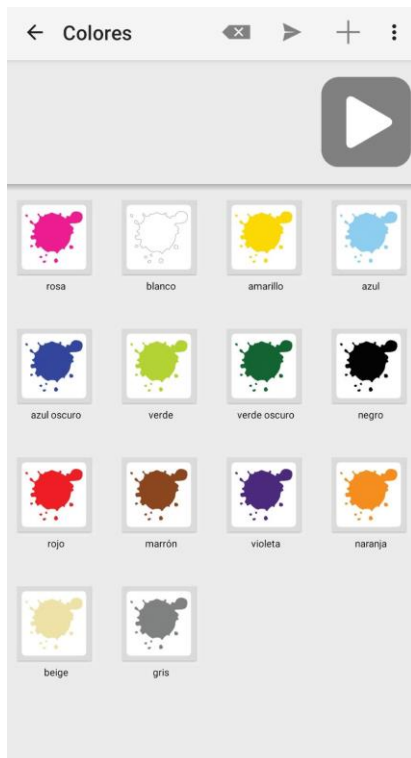 Colores
rosa blanco amarillo azul
azul oscuro verde verde oscuro negro
rojo marrón violeta naranja
beige gris